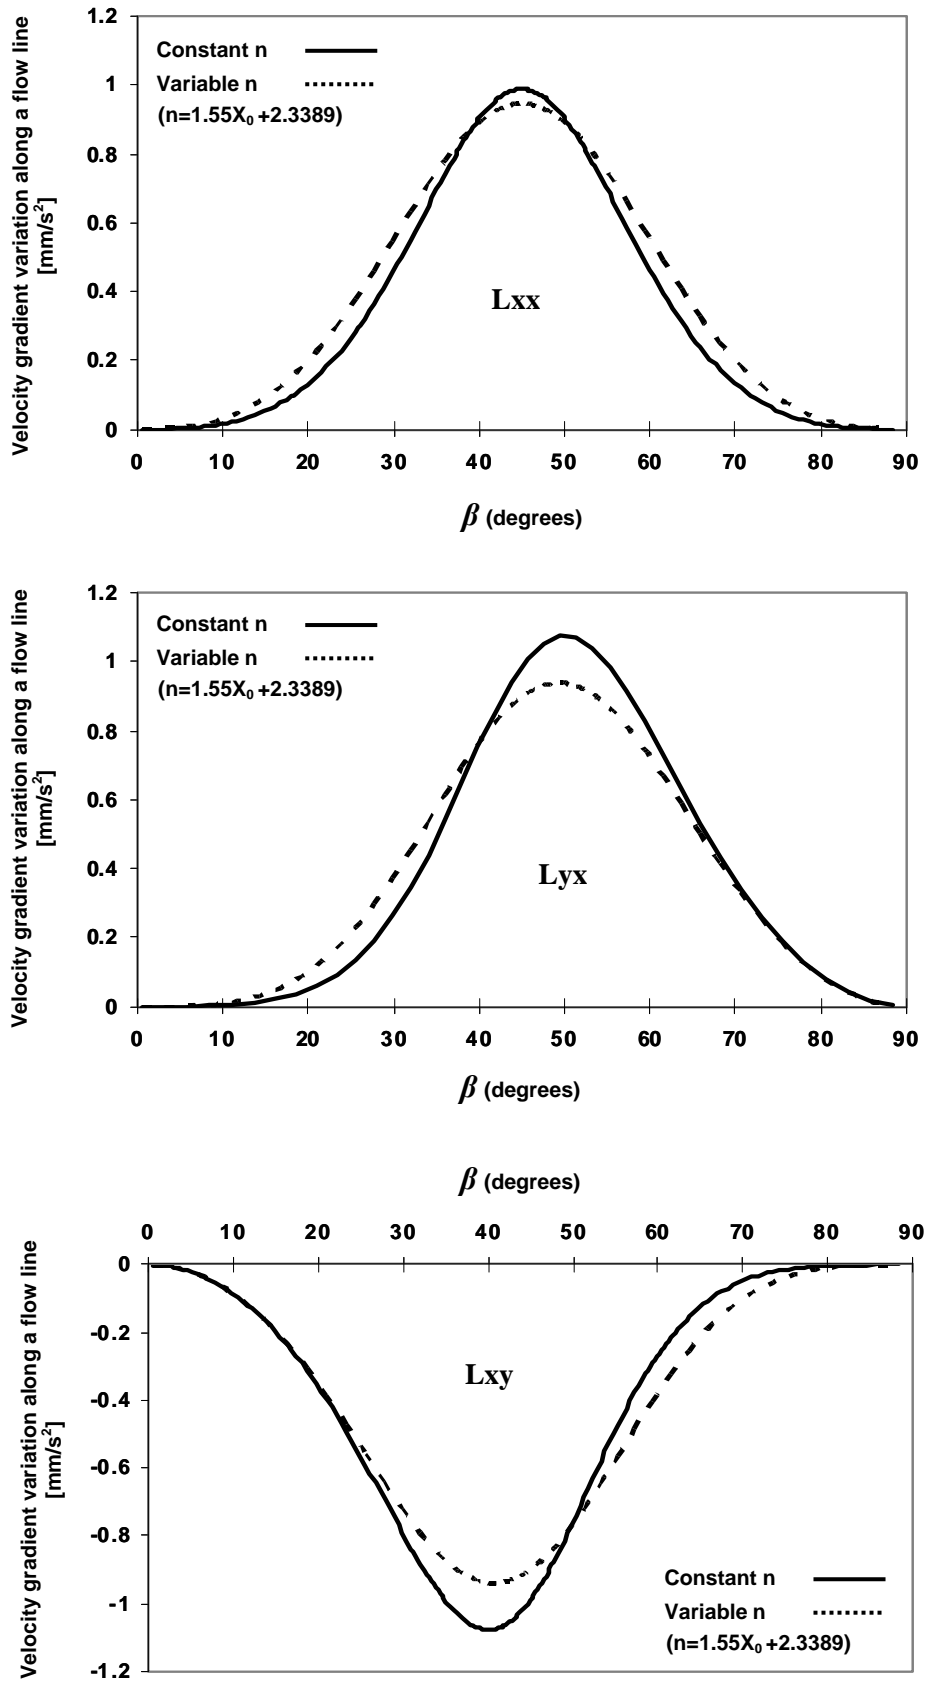 Velocity gradient variation along a flow line
[mm/s²]
1.2
1
0.8
0.6
0.4
0.2
0
Constant n
Variable n
(n=1.55X₀+2.3389)
Lxx
0 10 20 30 40 50 60 70 80 90
β (degrees)
Velocity gradient variation along a flow line
[mm/s²]
1.2
1
0.8
0.6
0.4
0.2
0
Constant n
Variable n
(n=1.55X₀+2.3389)
Lyx
0 10 20 30 40 50 60 70 80 90
β (degrees)
β (degrees)
0 10 20 30 40 50 60 70 80 90
Velocity gradient variation along a flow line
[mm/s²]
0
-0.2
-0.4
-0.6
-0.8
-1
-1.2
Lxy
Constant n
Variable n
(n=1.55X₀+2.3389)